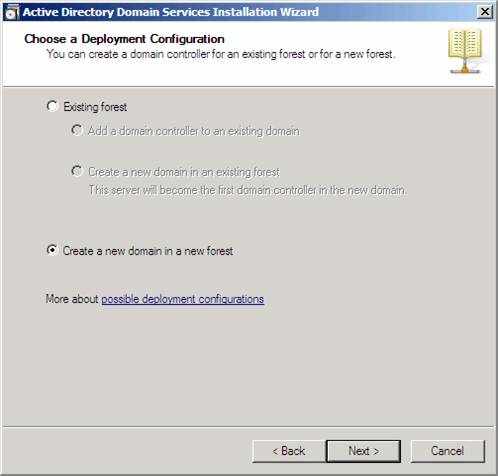 Active Directory Domain Services Installation Wizard
Choose a Deployment Configuration
You can create a domain controller for an existing forest or for a new forest.
Existing forest
Add a domain controller to an existing domain
Create a new domain in an existing forest
This server will become the first domain controller in the new domain.
Create a new domain in a new forest
More about possible deployment configurations
< Back Next > Cancel